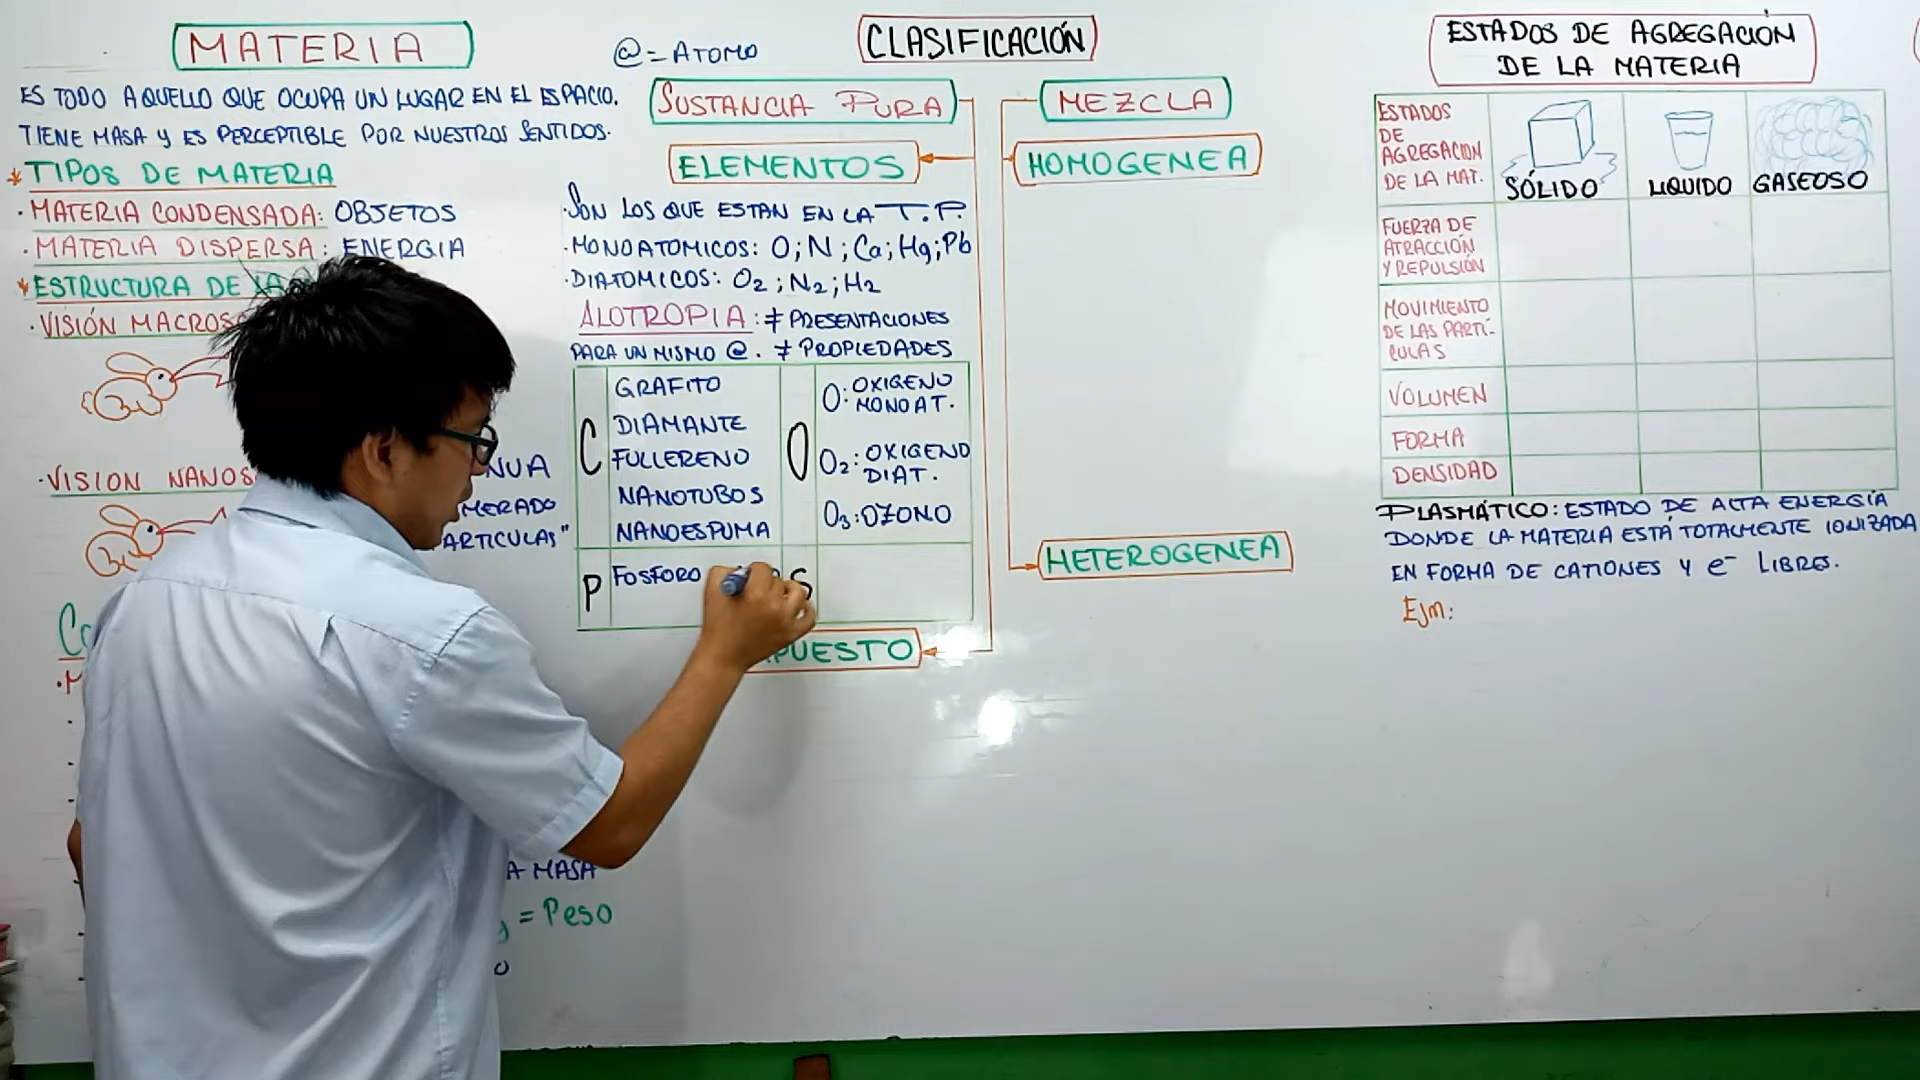 MATERIA
ES TODO AQUELLO QUE OCUPA UN LUGAR EN EL ESPACIO.
TIENE MASA Y ES PERCEPTIBLE POR NUESTROS SENTIDOS.
* TIPOS DE MATERIA
· MATERIA CONDENSADA: OBJETOS
· MATERIA DISPERSA: ENERGIA
* ESTRUCTURA DE LA
· VISIÓN MACROS
· VISION NANOS
NUA
MERADO
ARTICULAS"
A MASA
= Peso
@ = ATOMO
CLASIFICACIÓN
SUSTANCIA PURA
ELEMENTOS
· SON LOS QUE ESTAN EN LA T.P.
· MONOATOMICOS: O; N; Ca; Hg; Pb
· DIATOMICOS: O2; N2; H2
ALOTROPIA: ≠ PRESENTACIONES
PARA UN MISMO @. ≠ PROPIEDADES
C
GRAFITO
DIAMANTE
FULLERENO
NANOTUBOS
NANOESPUMA
O
O: OXIGENO
MONOAT.
O2: OXIGENO
DIAT.
O3: OZONO
P
FOSFORO
S
PUESTO
MEZCLA
HOMOGENEA
HETEROGENEA
ESTADOS DE AGREGACIÓN
DE LA MATERIA
ESTADOS
DE
AGREGACION
DE LA MAT.
SÓLIDO
LIQUIDO
GASEOSO
FUERZA DE
ATRACCIÓN
Y REPULSIÓN
MOVIMIENTO
DE LAS PARTÍ-
CULAS
VOLUMEN
FORMA
DENSIDAD
PLASMÁTICO: ESTADO DE ALTA ENERGÍA
DONDE LA MATERIA ESTÁ TOTALMENTE IONIZADA
EN FORMA DE CATIONES Y e⁻ LIBRES.
EJm: